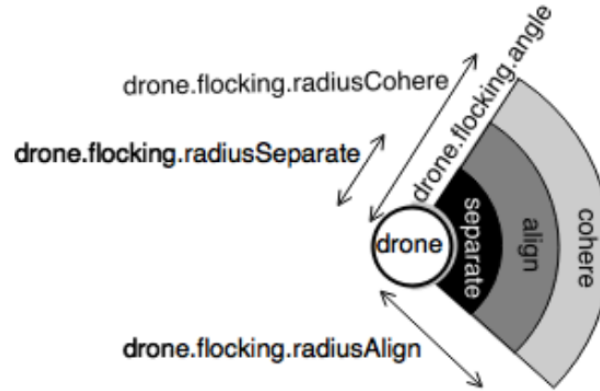 drone.flocking.radiusCohere
drone.flocking.angle
drone.flocking.radiusSeparate
drone
separate
align
cohere
drone.flocking.radiusAlign